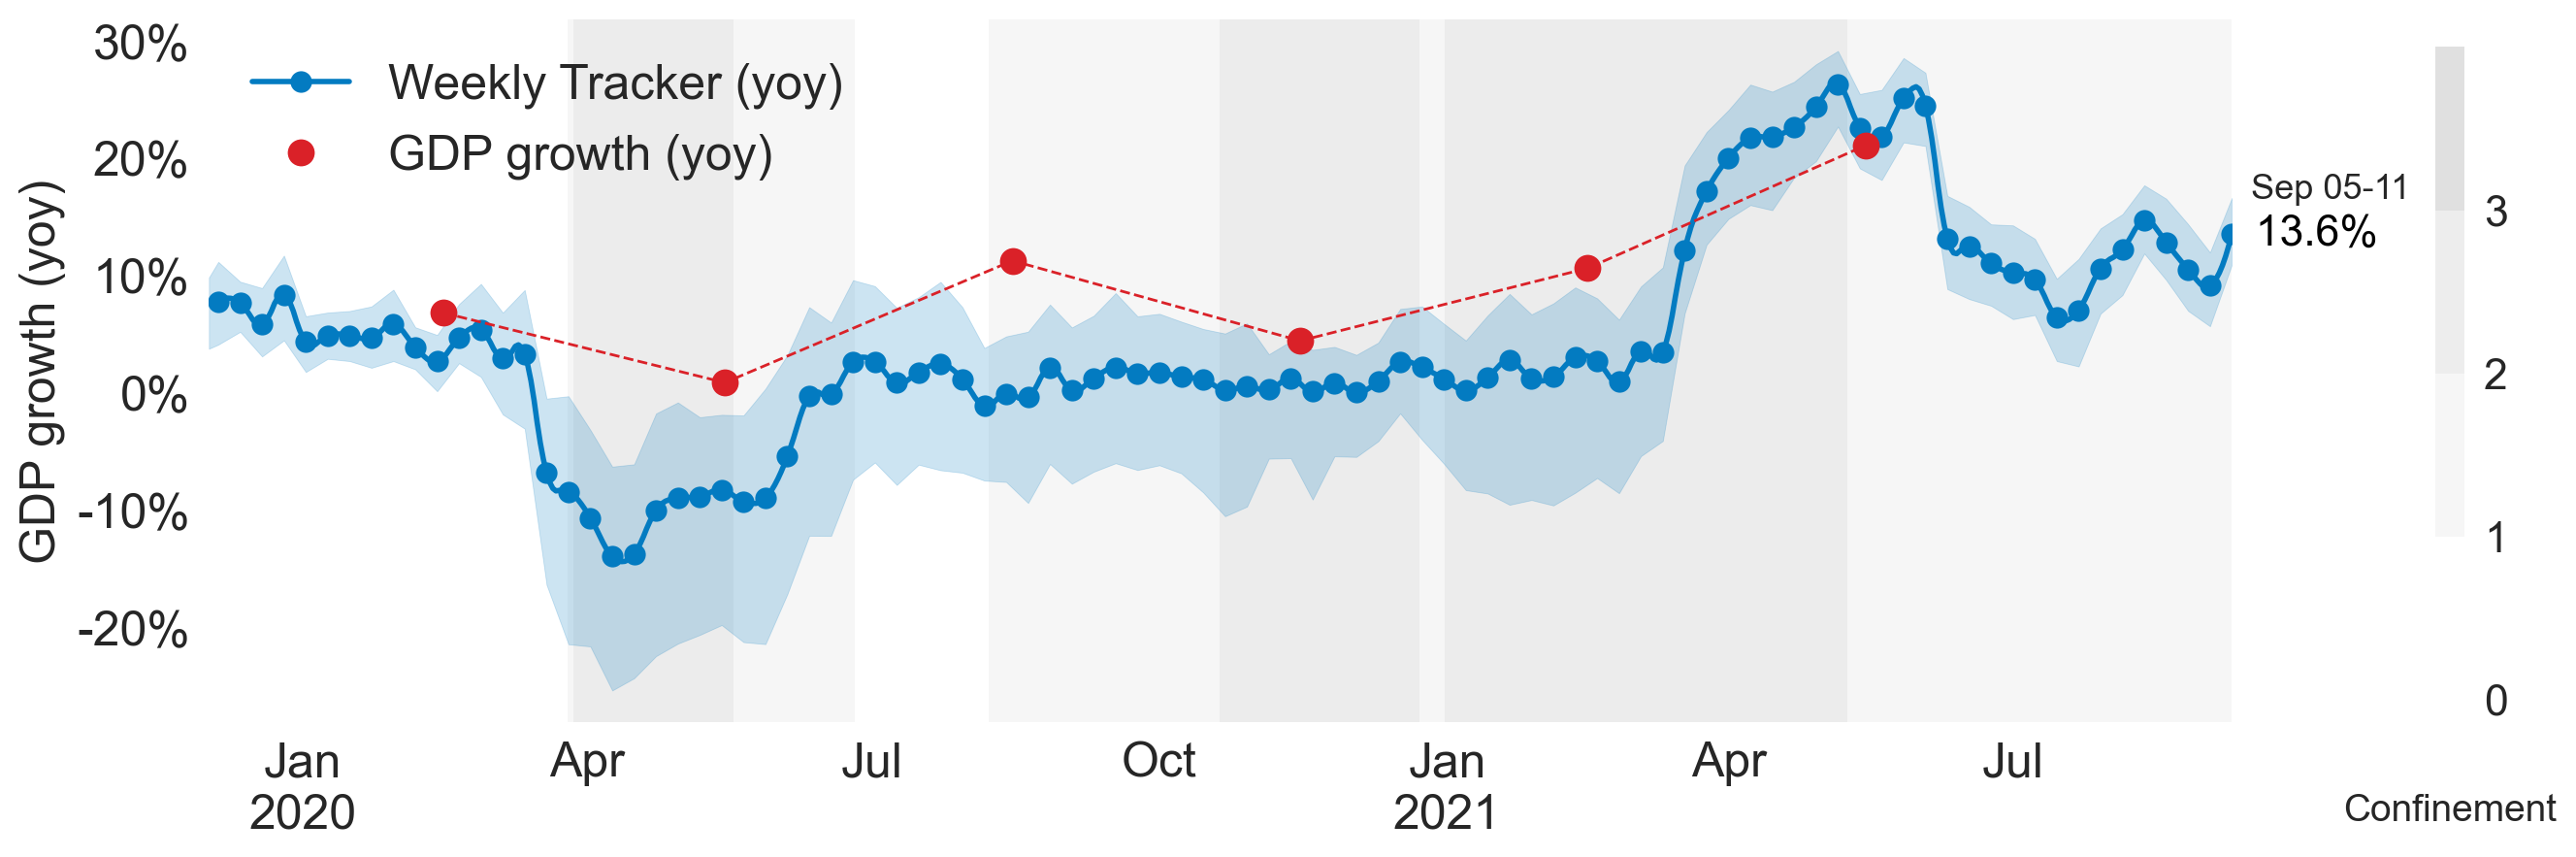 30%
20%
10%
0%
-10%
-20%
GDP growth (yoy)
Weekly Tracker (yoy)
GDP growth (yoy)
Sep 05-11
13.6%
3
2
1
0
Confinement
Jan Apr Jul Oct Jan Apr Jul
2020 2021